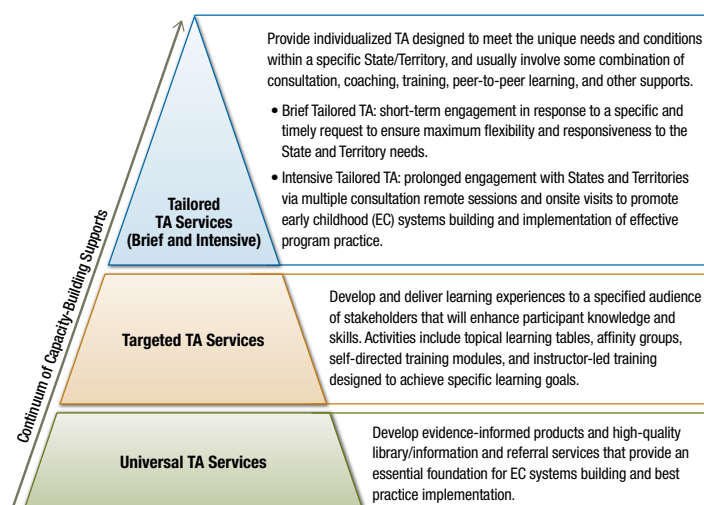 Provide individualized TA designed to meet the unique needs and conditions
within a specific State/Territory, and usually involve some combination of
consultation, coaching, training, peer-to-peer learning, and other supports.
• Brief Tailored TA: short-term engagement in response to a specific and
timely request to ensure maximum flexibility and responsiveness to the
State and Territory needs.
• Intensive Tailored TA: prolonged engagement with States and Territories
via multiple consultation remote sessions and onsite visits to promote
early childhood (EC) systems building and implementation of effective
program practice.
Tailored
TA Services
(Brief and Intensive)
Continuum of Capacity-Building Supports
Targeted TA Services
Develop and deliver learning experiences to a specified audience
of stakeholders that will enhance participant knowledge and
skills. Activities include topical learning tables, affinity groups,
self-directed training modules, and instructor-led training
designed to achieve specific learning goals.
Universal TA Services
Develop evidence-informed products and high-quality
library/information and referral services that provide an
essential foundation for EC systems building and best
practice implementation.